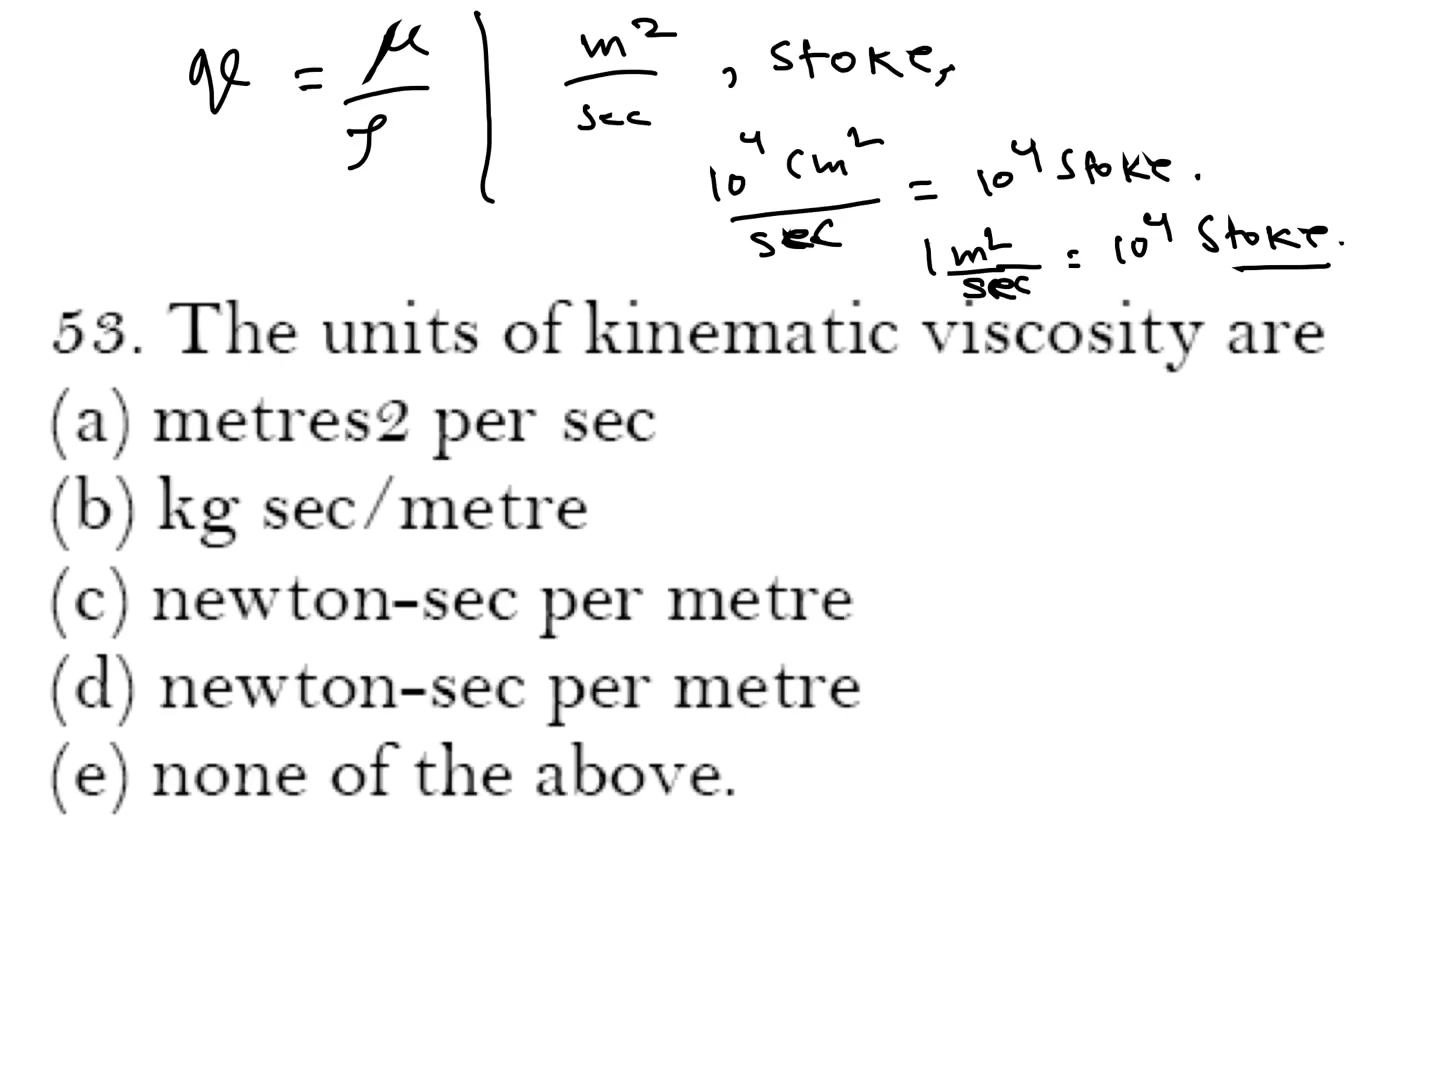 ϑ = μ/ρ | m²/sec , stoke,
10⁴ cm²/sec = 10⁴ stoke.
1 m²/sec = 10⁴ stoke.
53. The units of kinematic viscosity are
(a) metres2 per sec
(b) kg sec/metre
(c) newton-sec per metre
(d) newton-sec per metre
(e) none of the above.